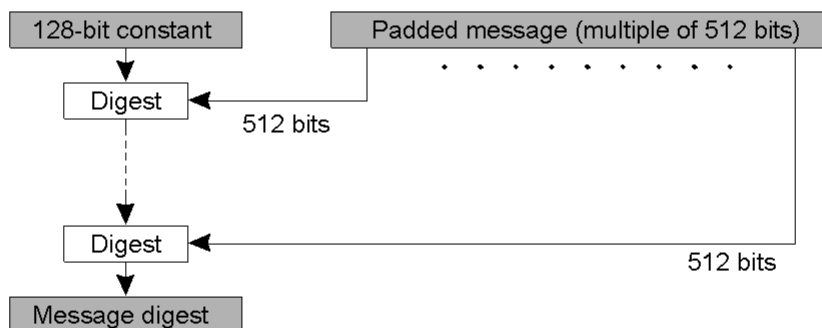 128-bit constant
Padded message (multiple of 512 bits)
Digest
512 bits
Digest
512 bits
Message digest